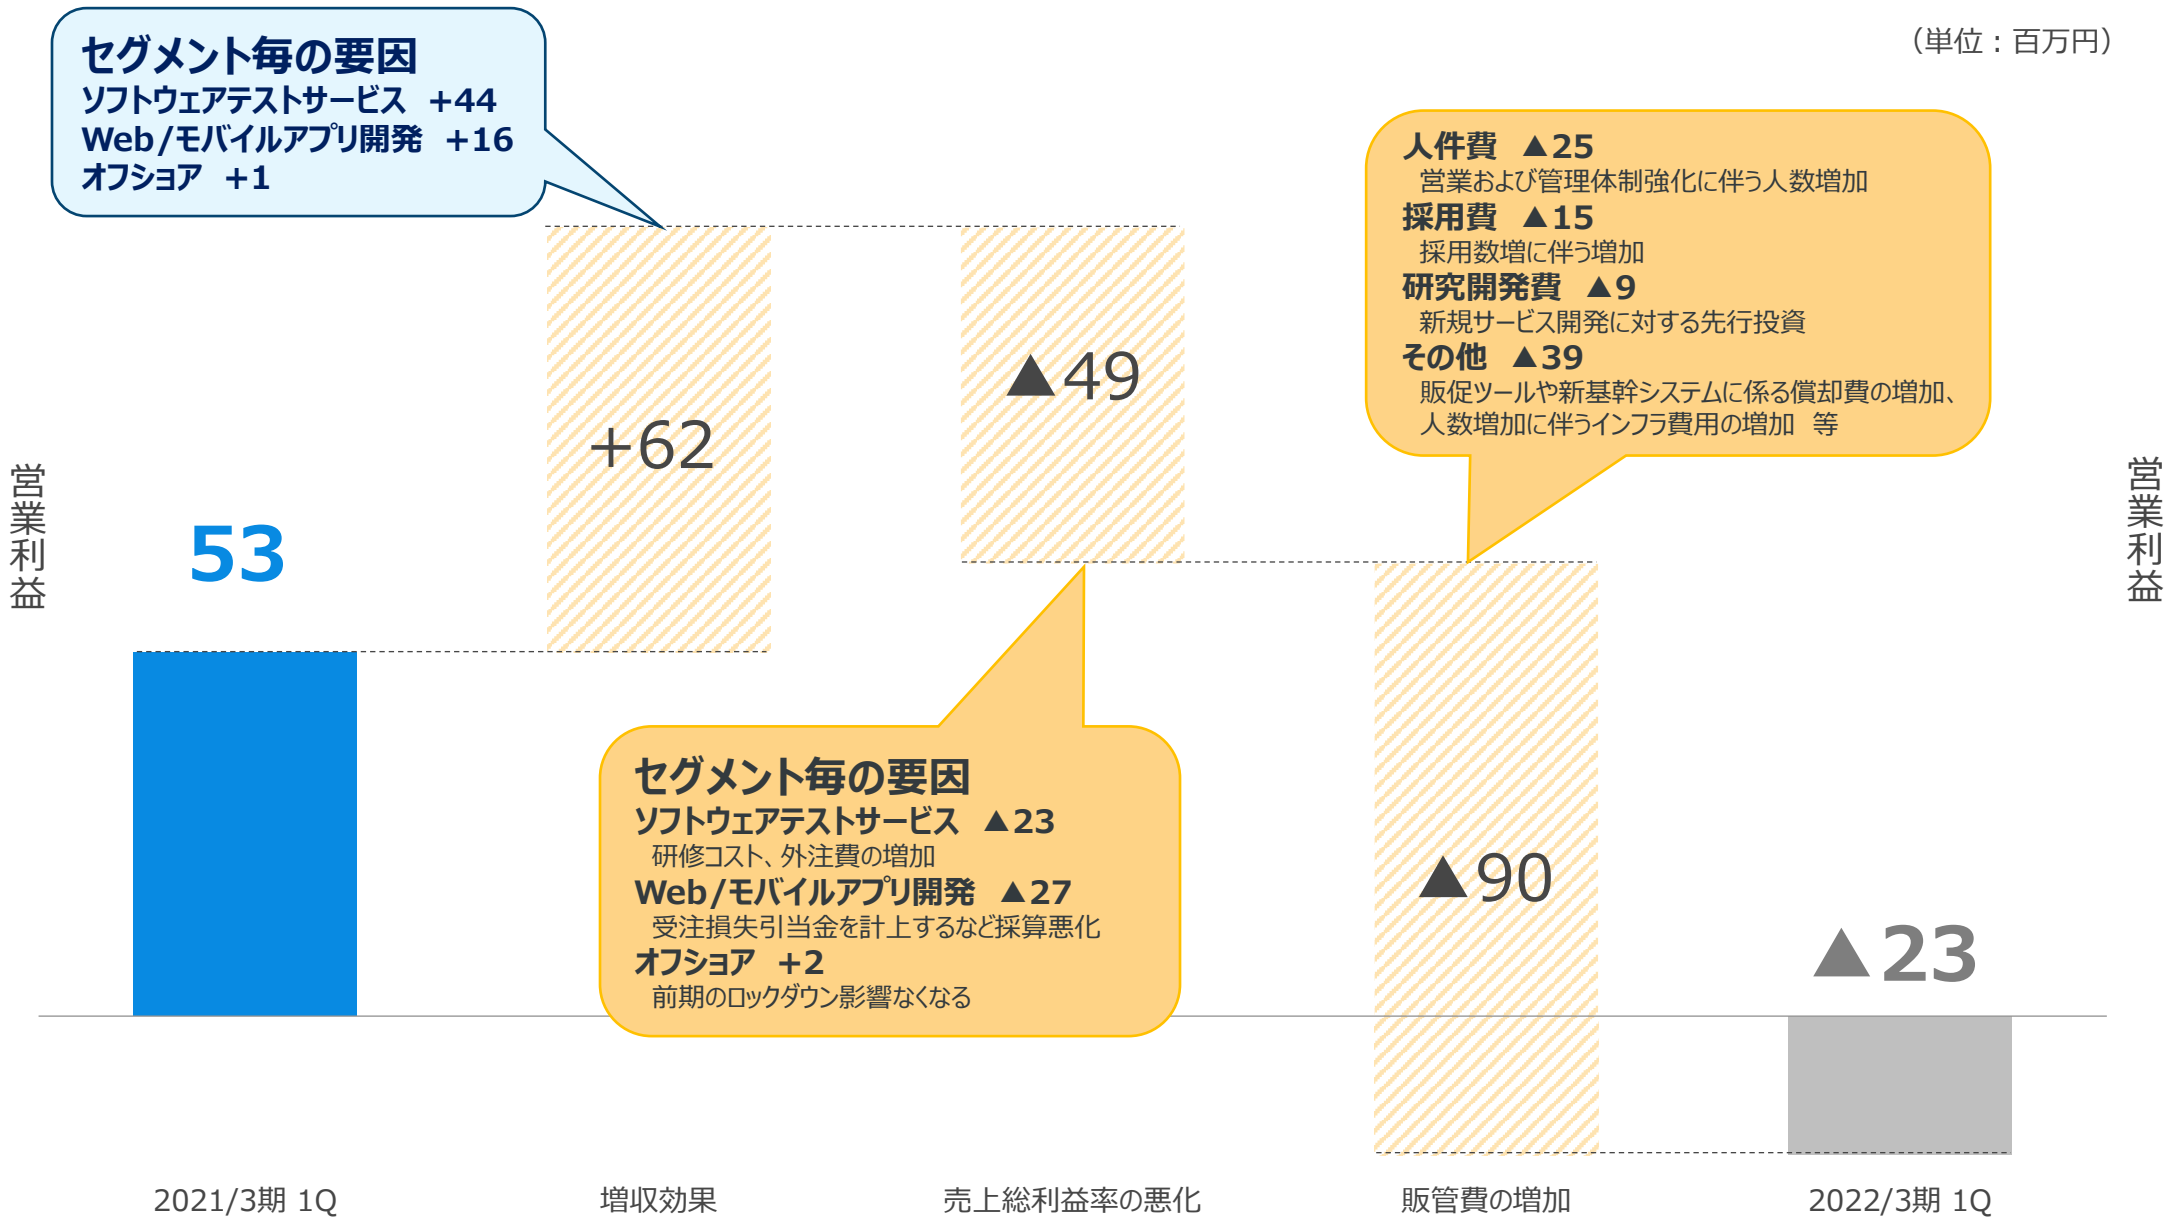 （単位：百万円）
セグメント毎の要因
ソフトウェアテストサービス +44
Web/モバイルアプリ開発 +16
オフショア +1
人件費 ▲25
営業および管理体制強化に伴う人数増加
採用費 ▲15
採用数増に伴う増加
研究開発費 ▲9
新規サービス開発に対する先行投資
その他 ▲39
販促ツールや新基幹システムに係る償却費の増加、
人数増加に伴うインフラ費用の増加 等
営業利益
53
+62
▲49
営業利益
セグメント毎の要因
ソフトウェアテストサービス ▲23
研修コスト、外注費の増加
Web/モバイルアプリ開発 ▲27
受注損失引当金を計上するなど採算悪化
オフショア +2
前期のロックダウン影響なくなる
▲90
▲23
2021/3期 1Q
増収効果
売上総利益率の悪化
販管費の増加
2022/3期 1Q